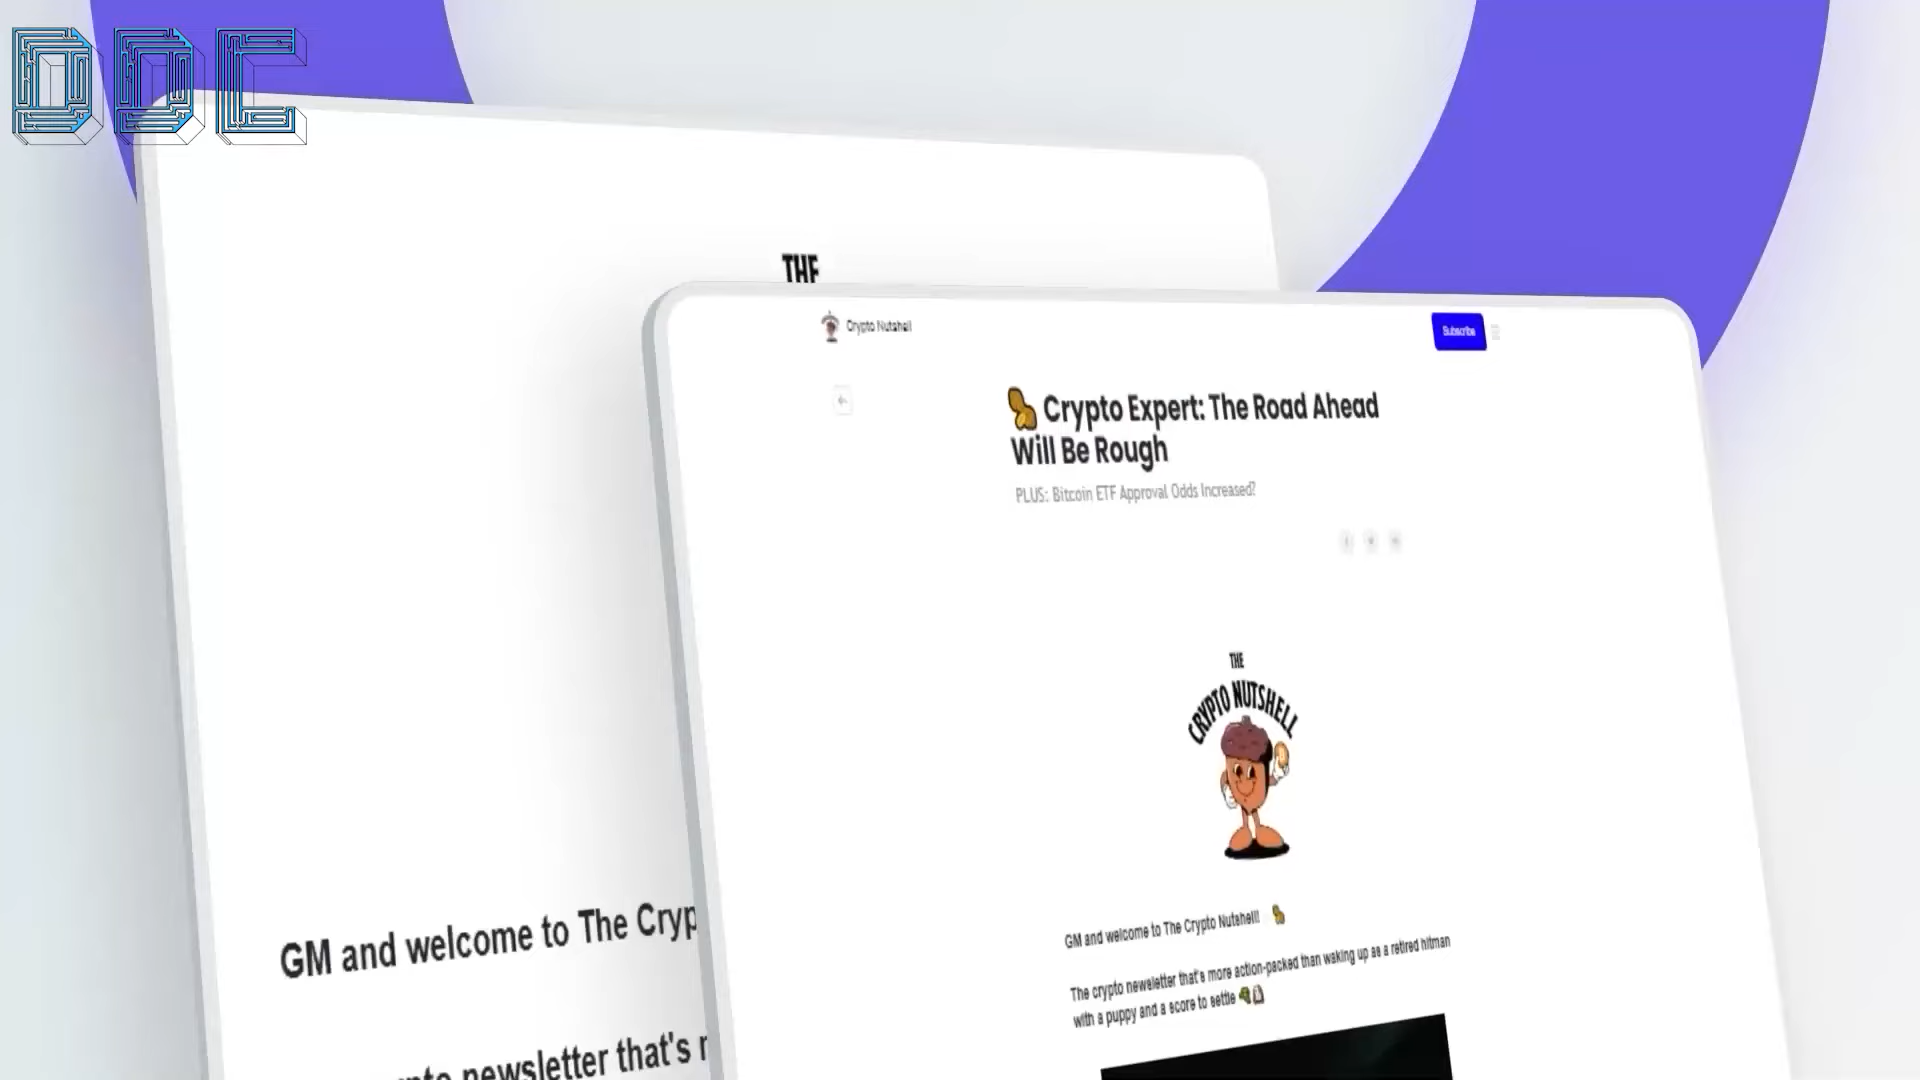 DDC
THE
GM and welcome to The Cryp
newsletter that's
Crypto Nutshell
Subscribe
Crypto Expert: The Road Ahead
Will Be Rough
PLUS: Bitcoin ETF Approval Odds Increased?
THE
CRYPTO NUTSHELL
GM and welcome to The Crypto Nutshell!
The crypto newsletter that's more action-packed than waking up as a retired hitman
with a puppy and a score to settle